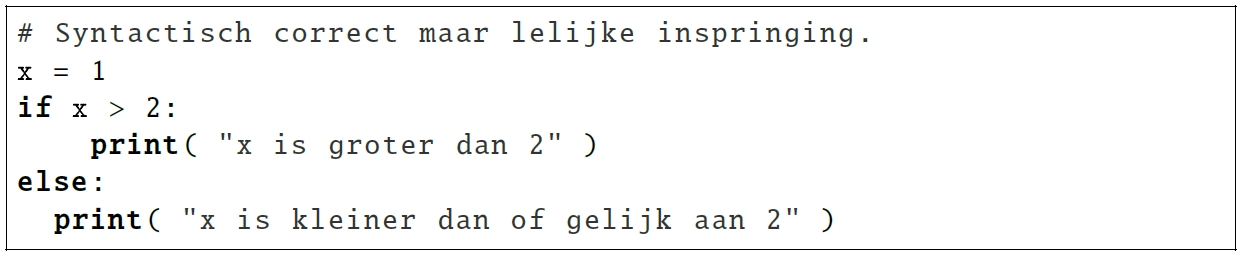 # Syntactisch correct maar lelijke inspringing.
x = 1
if x > 2:
    print( "x is groter dan 2" )
else:
  print( "x is kleiner dan of gelijk aan 2" )